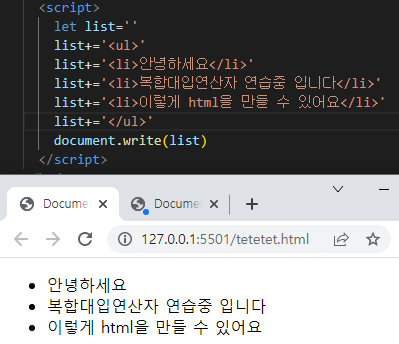 <script>
let list=''
list+='<ul>'
list+='<li>안녕하세요</li>'
list+='<li>복합대입연산자 연습중 입니다</li>'
list+='<li>이렇게 html을 만들 수 있어요</li>'
list+='</ul>'
document.write(list)
</script>
Documen
Documen
127.0.0.1:5501/tetetet.html
안녕하세요
복합대입연산자 연습중 입니다
이렇게 html을 만들 수 있어요